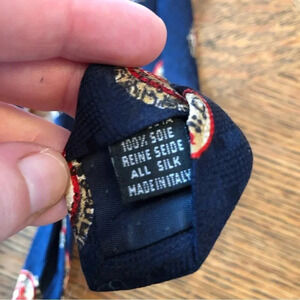 100% SOIE
REINE SEIDE
ALL SILK
MADE IN ITALY